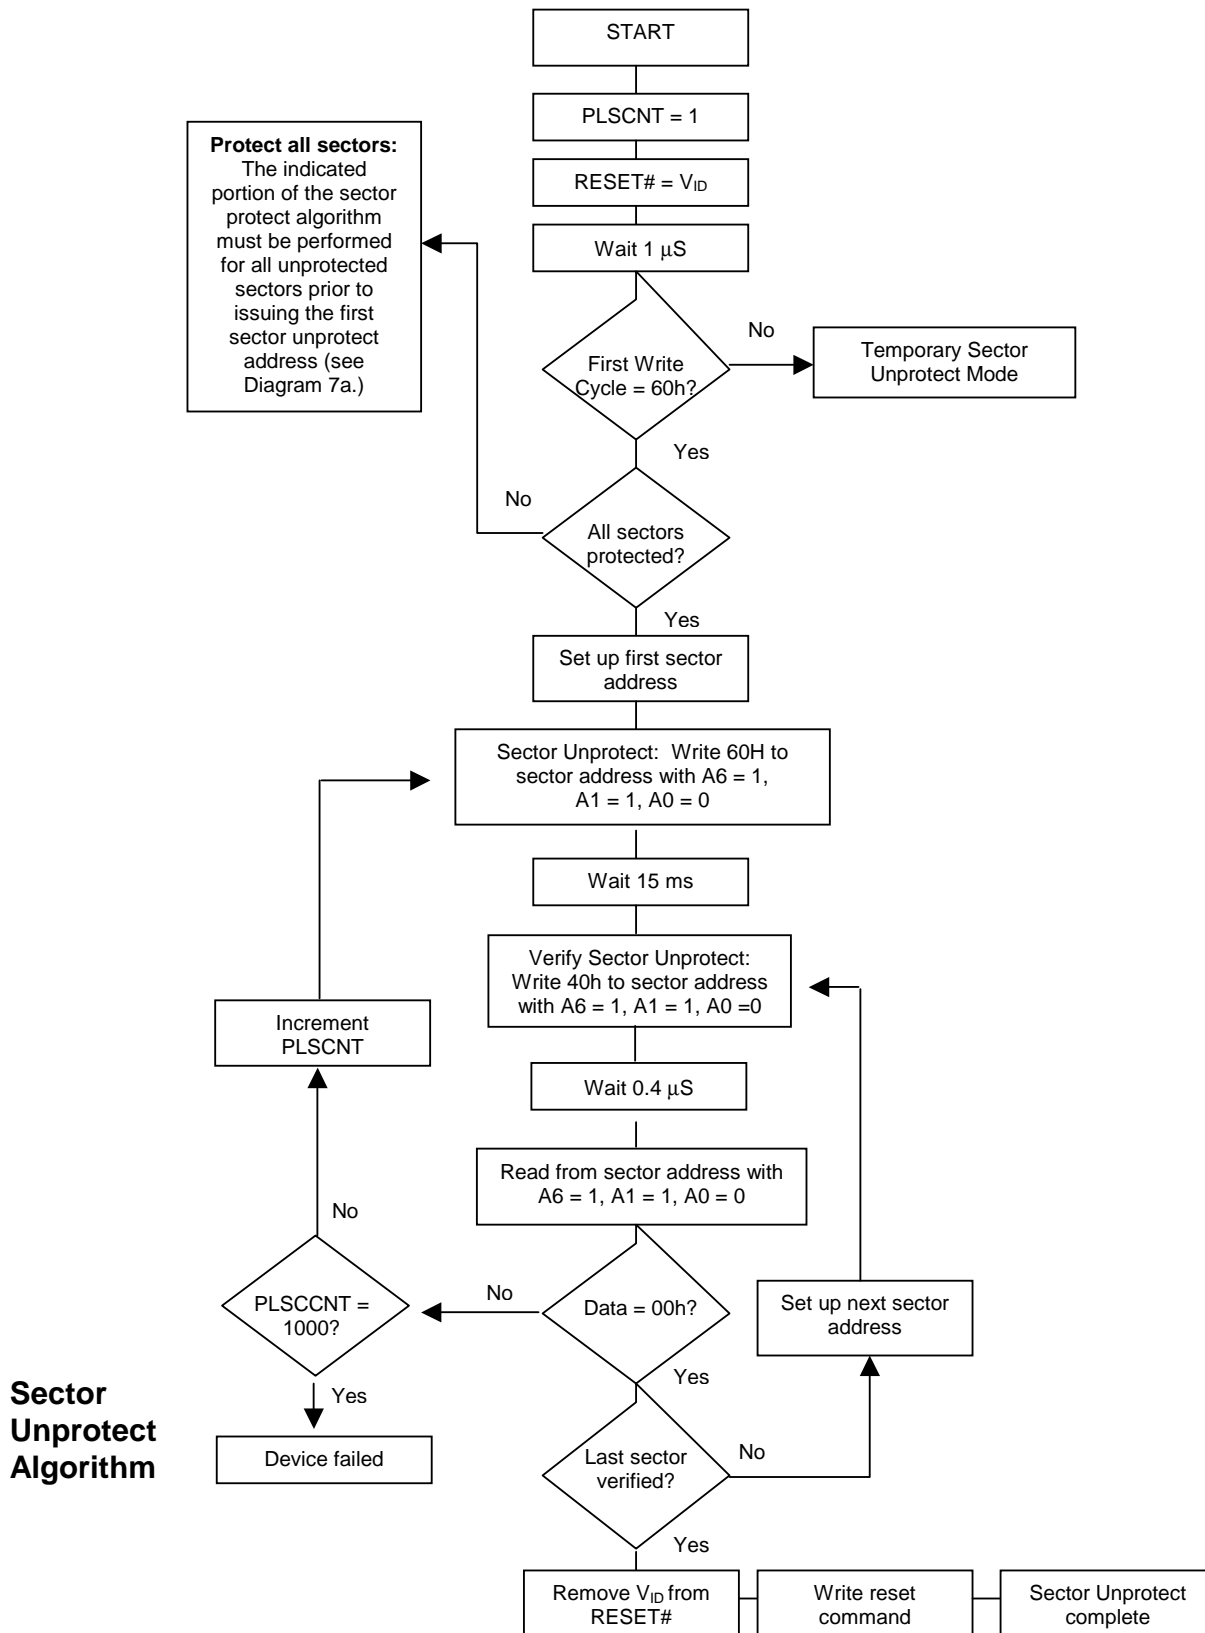 START
PLSCNT = 1
Protect all sectors:
The indicated
portion of the sector
protect algorithm
must be performed
for all unprotected
sectors prior to
issuing the first
sector unprotect
address (see
Diagram 7a.)
RESET# = VID
Wait 1 µS
First Write
Cycle = 60h?
No
Temporary Sector
Unprotect Mode
Yes
No
All sectors
protected?
Yes
Set up first sector
address
Sector Unprotect:  Write 60H to
sector address with A6 = 1,
A1 = 1, A0 = 0
Wait 15 ms
Verify Sector Unprotect:
Write 40h to sector address
with A6 = 1, A1 = 1, A0 =0
Increment
PLSCNT
Wait 0.4 µS
Read from sector address with
A6 = 1, A1 = 1, A0 = 0
No
PLSCCNT =
1000?
No
Data = 00h?
Set up next sector
address
Yes
Yes
Sector
Unprotect
Algorithm
Device failed
Last sector
verified?
No
Yes
Remove VID from
RESET#
Write reset
command
Sector Unprotect
complete